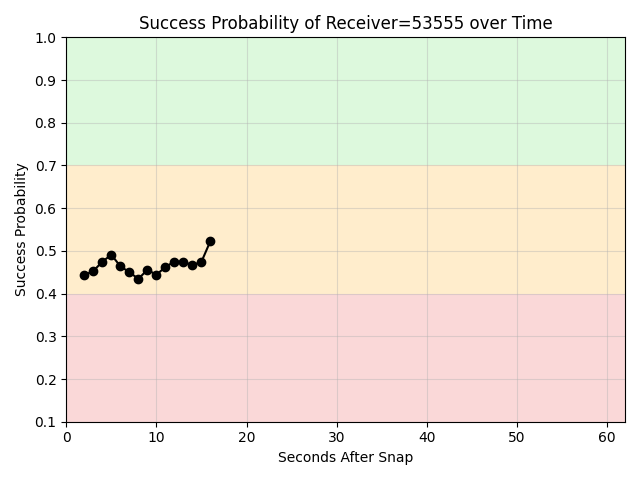 Success Probability of Receiver=53555 over Time
1.0
0.9
0.8
0.7
0.6
0.5
0.4
0.3
0.2
0.1
Success Probability
0 10 20 30 40 50 60
Seconds After Snap